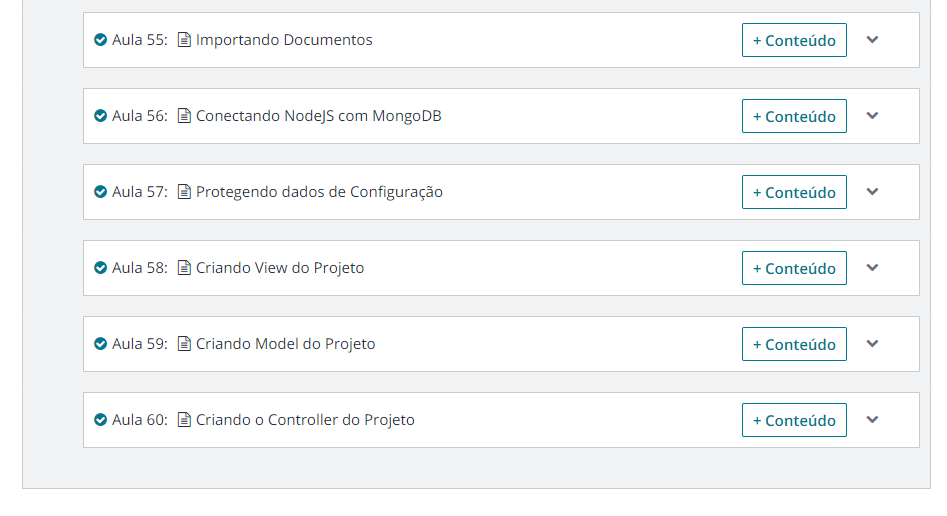 Aula 55: Importando Documentos + Conteúdo
Aula 56: Conectando NodeJS com MongoDB + Conteúdo
Aula 57: Protegendo dados de Configuração + Conteúdo
Aula 58: Criando View do Projeto + Conteúdo
Aula 59: Criando Model do Projeto + Conteúdo
Aula 60: Criando o Controller do Projeto + Conteúdo